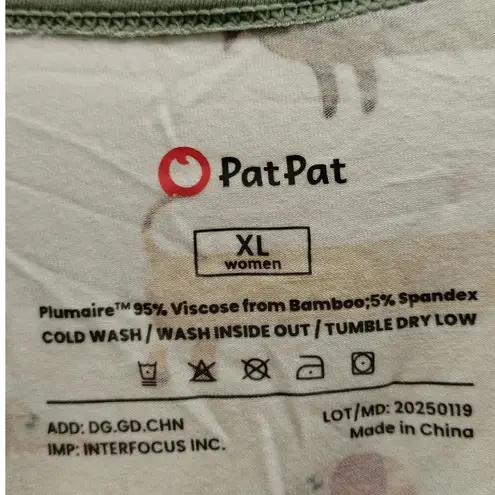 PatPat
XL
women
Plumaire™ 95% Viscose from Bamboo;5% Spandex
COLD WASH / WASH INSIDE OUT / TUMBLE DRY LOW
ADD: DG.GD.CHN
IMP: INTERFOCUS INC.
LOT/MD: 20250119
Made in China